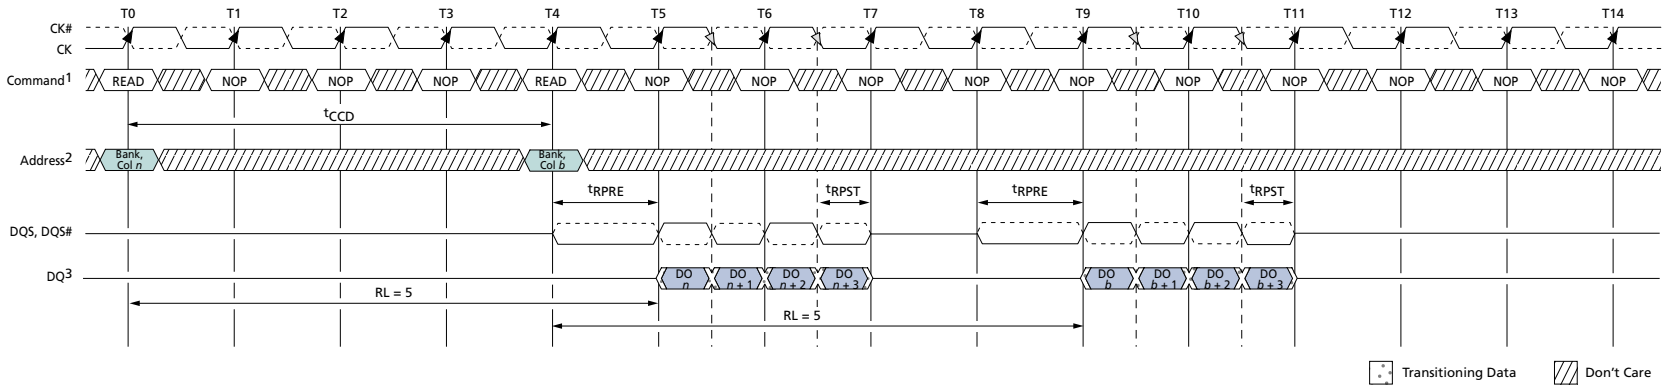 T0 T1 T2 T3 T4 T5 T6 T7 T8 T9 T10 T11 T12 T13 T14
CK#
CK
Command1 READ NOP NOP NOP READ NOP NOP NOP NOP NOP NOP NOP NOP NOP NOP
tCCD
Address2 Bank, Col n Bank, Col b
tRPRE tRPST tRPRE tRPST
DQS, DQS#
DQ3 DO n DO n + 1 DO n + 2 DO n + 3 DO b DO b + 1 DO b + 2 DO b + 3
RL = 5
RL = 5
Transitioning Data Don't Care